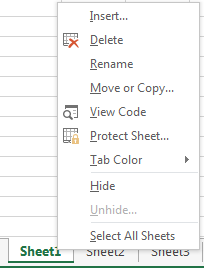 Insert...
Delete
Rename
Move or Copy...
View Code
Protect Sheet...
Tab Color
Hide
Unhide...
Select All Sheets
Sheet1 Sheet2 Sheet3